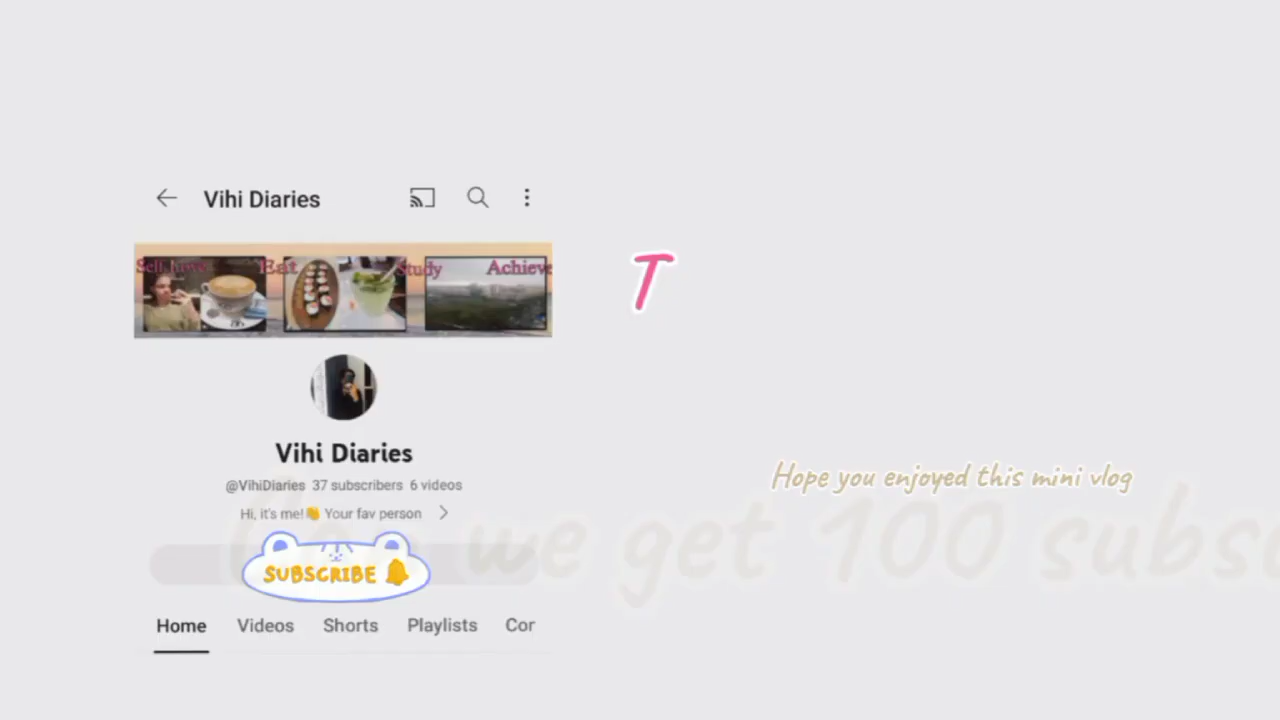 Vihi Diaries
Self love Eat Study Achieve
T
Vihi Diaries
@VihiDiaries 37 subscribers 6 videos
Hope you enjoyed this mini vlog
Hi, it's me!👋 Your fav person
we get 100 subs
SUBSCRIBE
Home Videos Shorts Playlists Cor